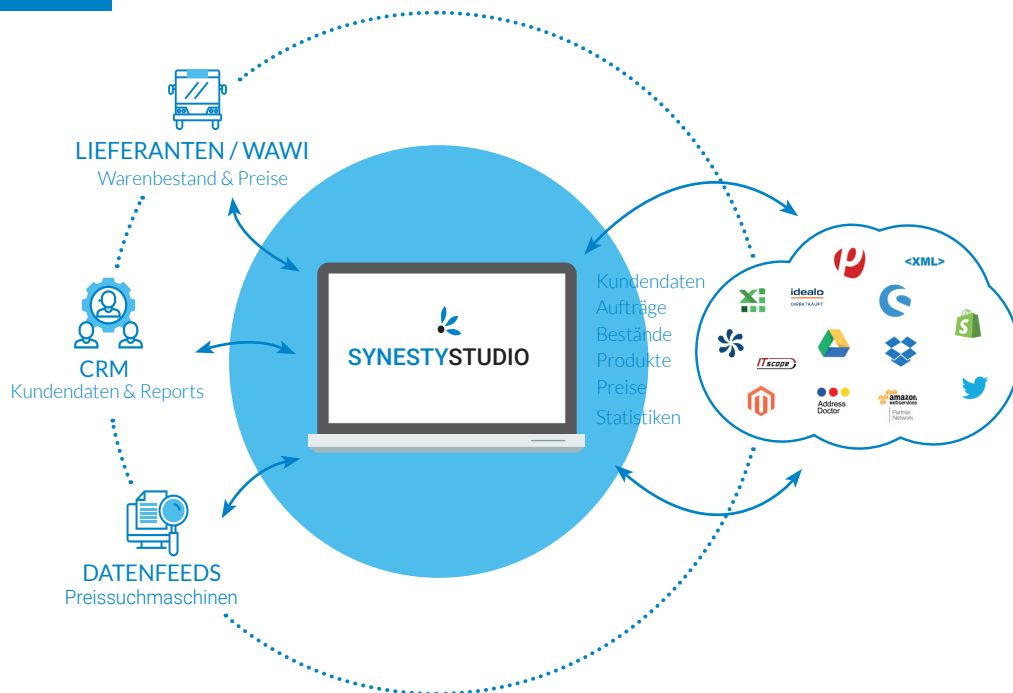 LIEFERANTEN / WAWI
Warenbestand & Preise
CRM
Kundendaten & Reports
DATENFEEDS
Preissuchmaschinen
SYNESTYSTUDIO
Kundendaten
Aufträge
Bestände
Produkte
Preise
Statistiken
<XML>
idealo
DIREKTKAUF
ITscope
Address
Doctor
amazon
webservices
Partner
Network